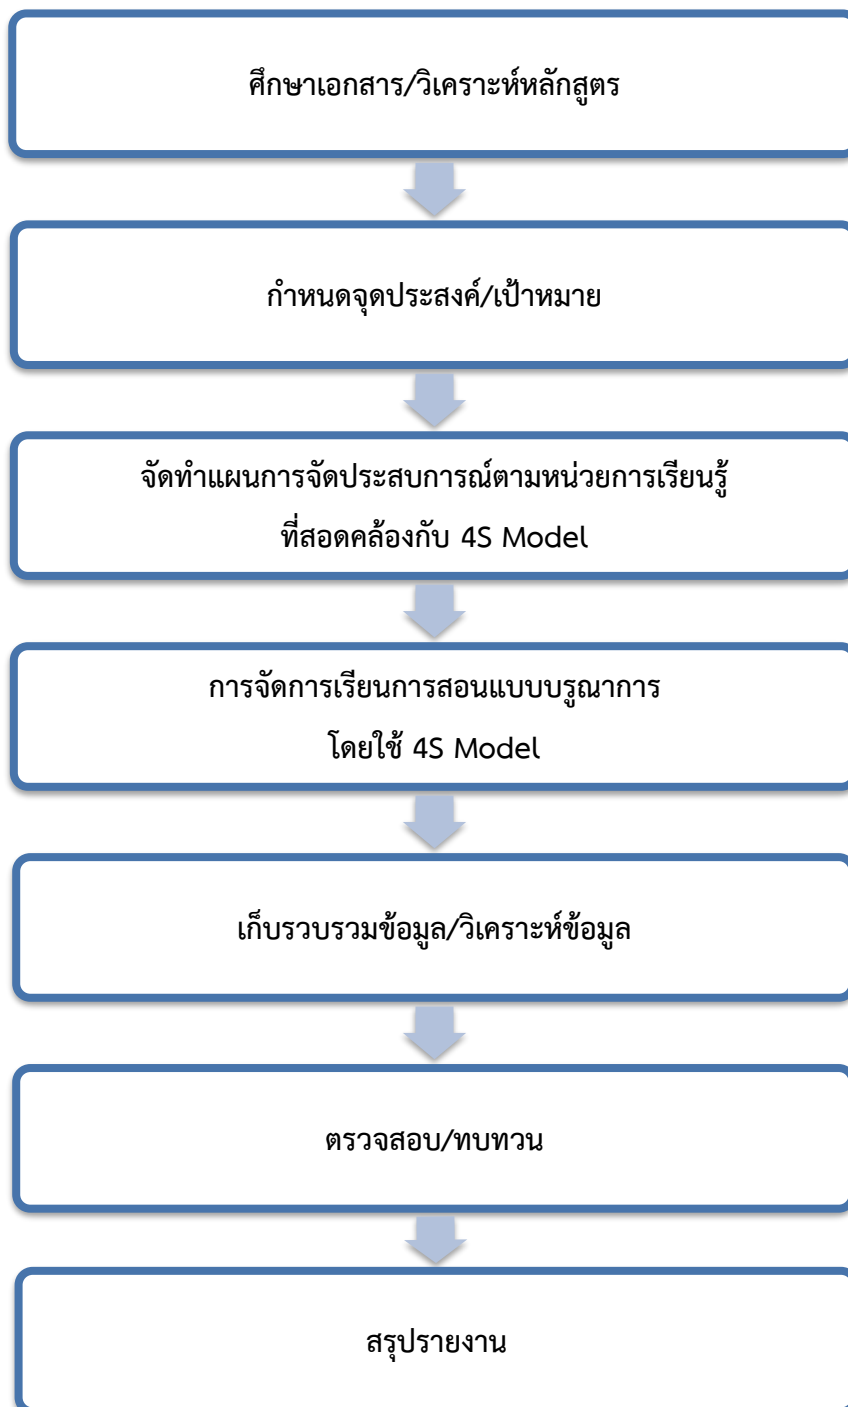 ศึกษาเอกสาร/วิเคราะห์หลักสูตร
กำหนดจุดประสงค์/เป้าหมาย
จัดทำแผนการจัดประสบการณ์ตามหน่วยการเรียนรู้
ที่สอดคล้องกับ 4S Model
การจัดการเรียนการสอนแบบบรูณาการ
โดยใช้ 4S Model
เก็บรวบรวมข้อมูล/วิเคราะห์ข้อมูล
ตรวจสอบ/ทบทวน
สรุปรายงาน